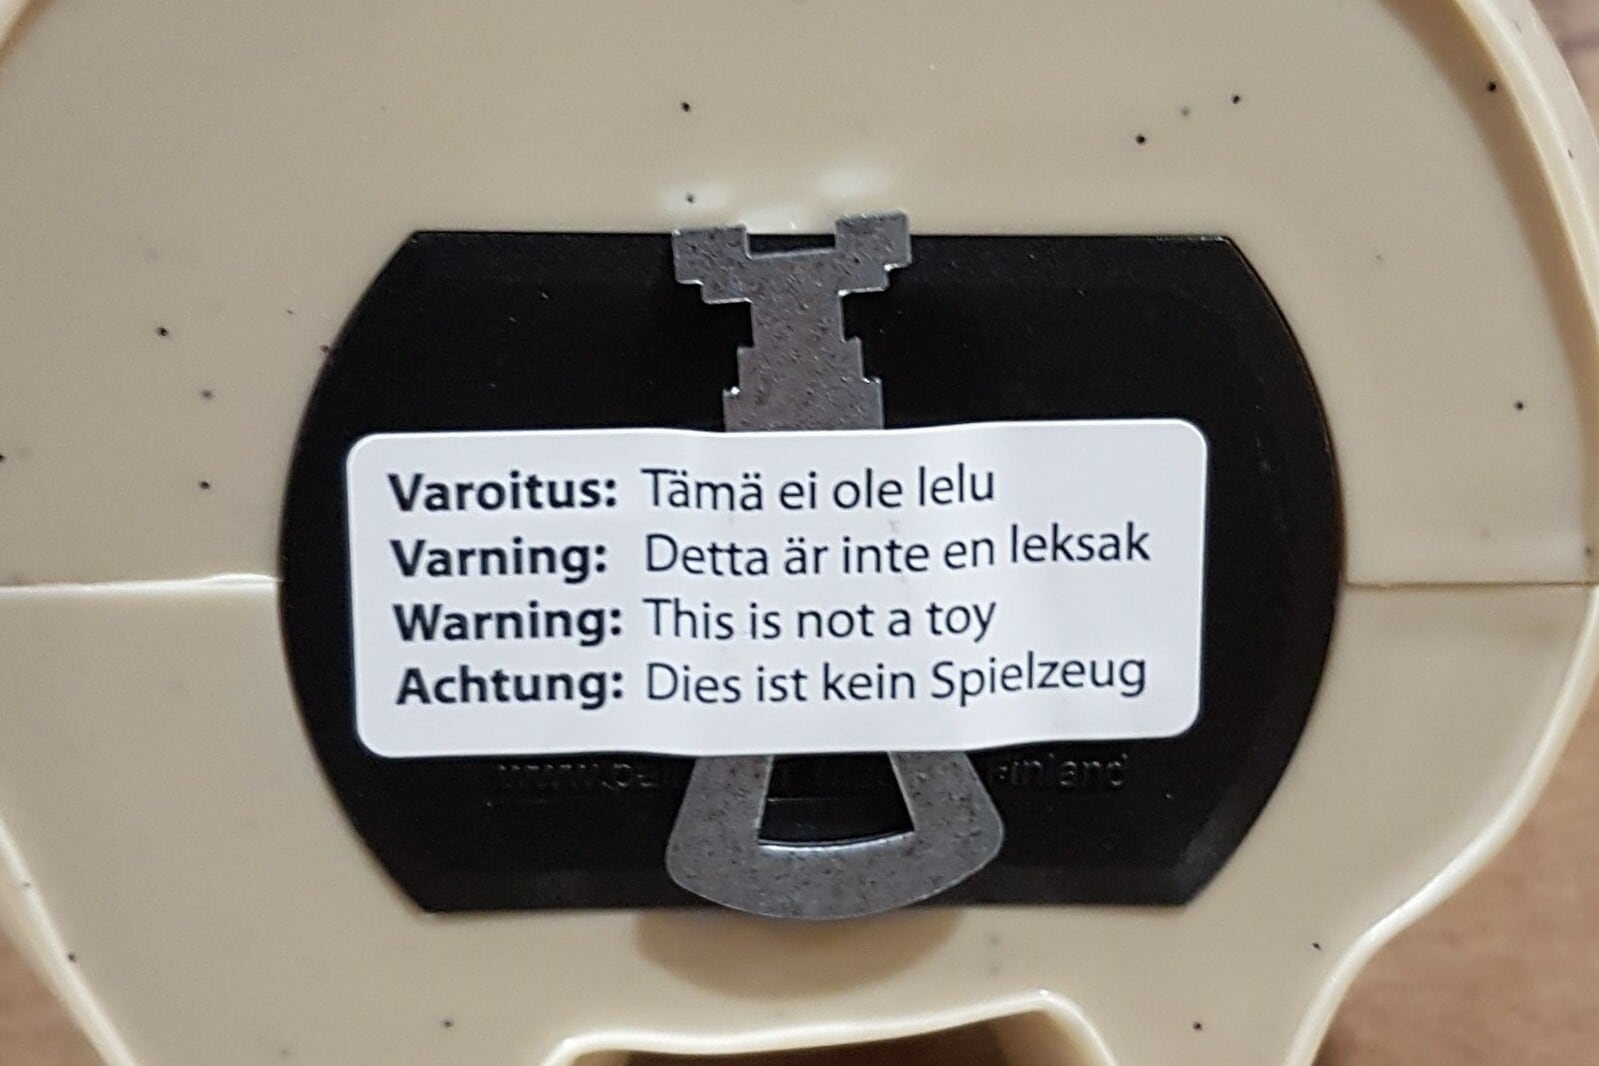 Varoitus: Tämä ei ole lelu
Varning: Detta är inte en leksak
Warning: This is not a toy
Achtung: Dies ist kein Spielzeug
Finland